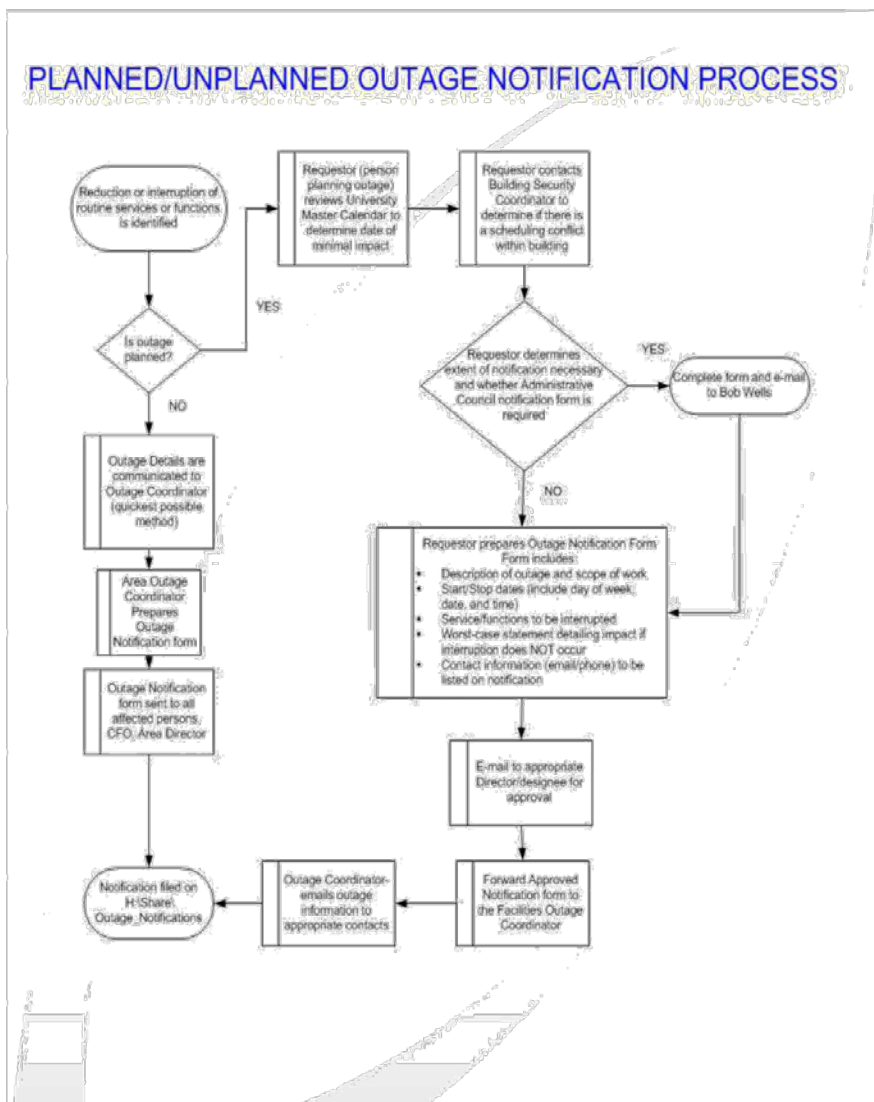 PLANNED/UNPLANNED OUTAGE NOTIFICATION PROCESS
Reduction or interruption of
routine services or functions
is identified
Requestor (person
planning outage)
reviews University
Master Calendar to
determine date of
minimal impact
Requestor contacts
Building Security
Coordinator to
determine if there is
a scheduling conflict
within building
YES
Is outage
planned?
NO
Requestor determines
extent of notification necessary
and whether Administrative
Council notification form is
required
YES
Complete form and e-mail
to Bob Wells
NO
Outage Details are
communicated to
Outage Coordinator
(quickest possible
method)
Area Outage
Coordinator
Prepares
Outage
Notification form
Outage Notification
form sent to all
affected persons,
CFO, Area Director
Requestor prepares Outage Notification Form
Form includes:
• Description of outage and scope of work
• Start/Stop dates (include day of week,
date, and time)
• Service/functions to be interrupted
• Worst-case statement detailing impact if
interruption does NOT occur
• Contact information (email/phone) to be
listed on notification
E-mail to appropriate
Director/designee for
approval
Forward Approved
Notification form to
the Facilities Outage
Coordinator
Outage Coordinator-
emails outage
information to
appropriate contacts
Notification filed on
H:\Share\
Outage_Notifications